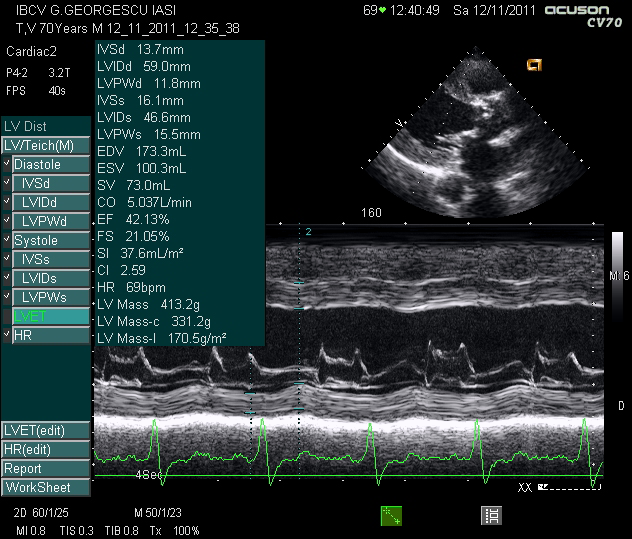 IBCV G.GEORGESCU IASI 69♥ 12:40:49 Sa 12/11/2011 acuson
T,V 70Years M 12_11_2011_12_35_38 CV70
Cardiac2
P4-2 3.2T
FPS 40s
IVSd 13.7mm
LVIDd 59.0mm
LVPWd 11.8mm
IVSs 16.1mm
LVIDs 46.6mm
LVPWs 15.5mm
EDV 173.3mL
ESV 100.3mL
SV 73.0mL
CO 5.037L/min
EF 42.13%
FS 21.05%
SI 37.6mL/m²
CI 2.59
HR 69bpm
LV Mass 413.2g
LV Mass-c 331.2g
LV Mass-I 170.5g/m²
LV Dist
LV/Teich(M)
Diastole
IVSd
LVIDd
LVPWd
Systole
IVSs
LVIDs
LVPWs
LVET
HR
V
160
2
M: 6
D
4Sec
LVET(edit)
HR(edit)
Report
WorkSheet
XX
2D 60/1/25 M 50/1/23
MI 0.8 TIS 0.3 TIB 0.8 Tx 100%